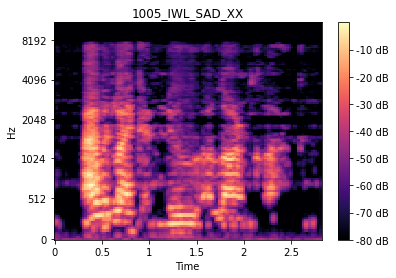 1005_IWL_SAD_XX
8192
4096
2048
1024
512
0
Hz
0
0.5
1
1.5
2
2.5
Time
-10 dB
-20 dB
-30 dB
-40 dB
-50 dB
-60 dB
-70 dB
-80 dB